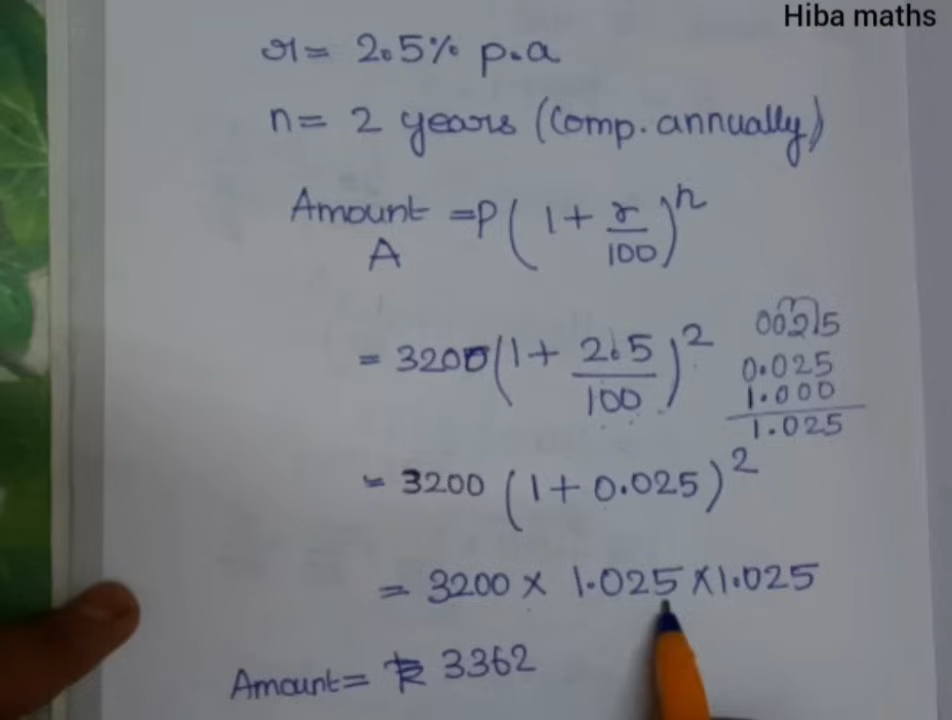 Hiba maths
r = 2.5% p.a
n = 2 years (Comp. annually)
Amount = P(1 + r/100)^n
A
= 3200(1 + 2.5/100)^2
0025
0.025
1.000
1.025
= 3200 (1 + 0.025)^2
= 3200 × 1.025 × 1.025
Amount = ₹ 3362